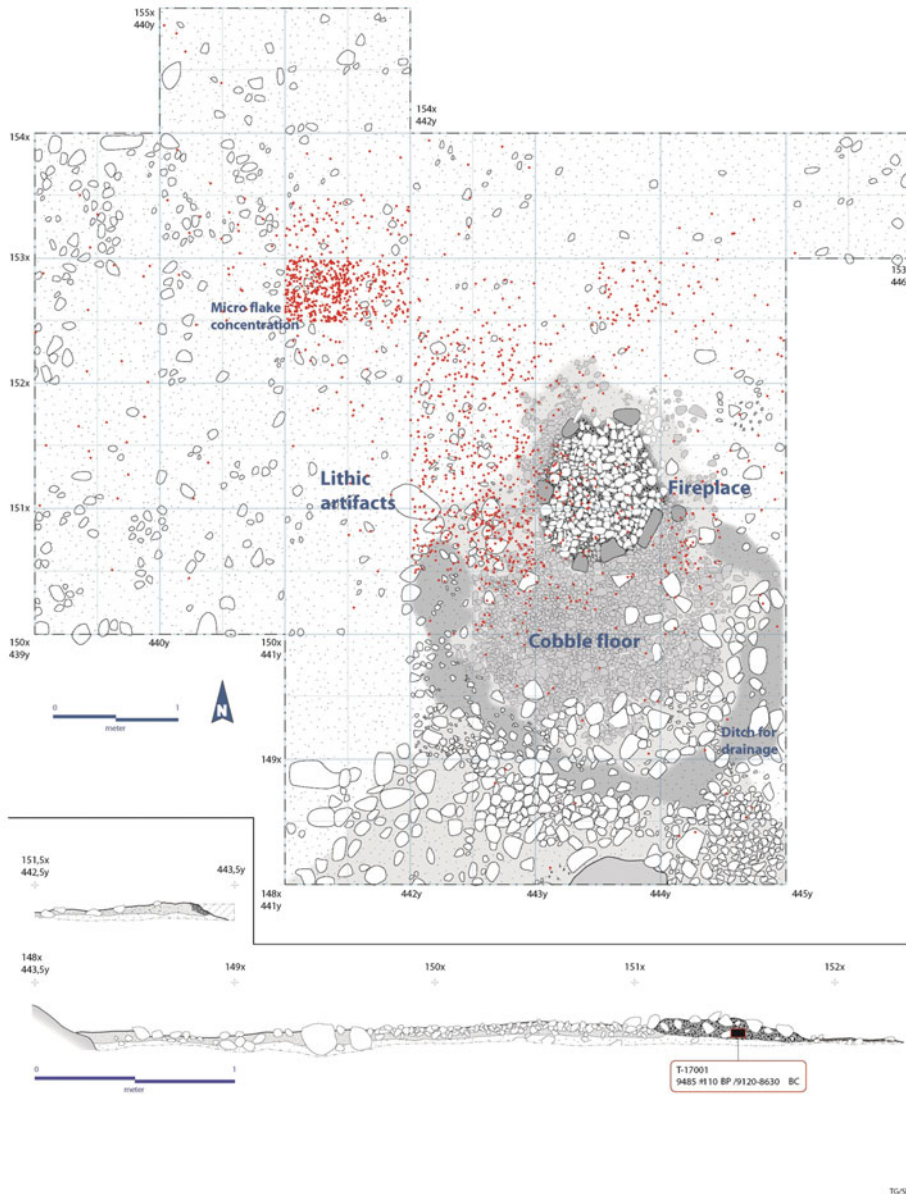 155x
440y
154x
442y
154x
153x
153
446
Micro flake
concentration
152x
Lithic
artifacts
Fireplace
151x
150x
439y
440y
150x
441y
Cobble floor
0
1
meter
N
Ditch for
drainage
149x
151,5x
442,5y
443,5y
148x
441y
442y
443y
444y
445y
148x
443,5y
149x
150x
151x
152x
0
1
meter
T-17001
9485 #110 BP /9120-8630 BC